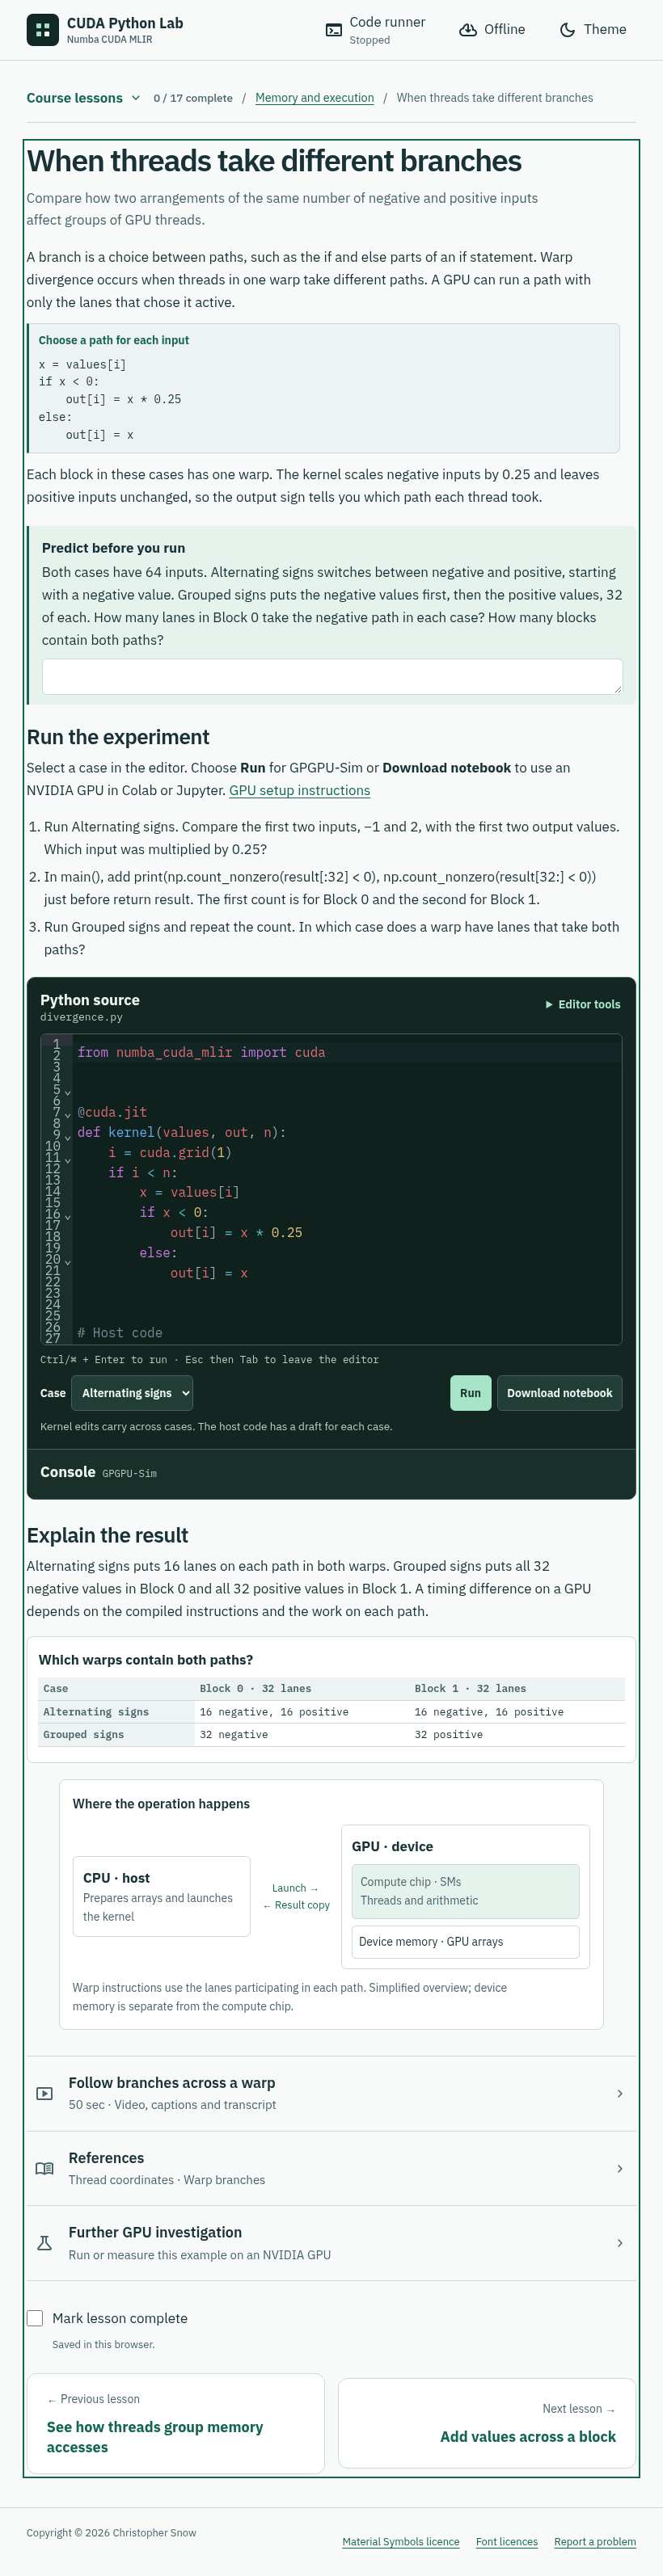 CUDA Python Lab
Numba CUDA MLIR
Code runner
Stopped
Offline
Theme
Course lessons
0 / 17 complete / Memory and execution / When threads take different branches
When threads take different branches
Compare how two arrangements of the same number of negative and positive inputs
affect groups of GPU threads.
A branch is a choice between paths, such as the if and else parts of an if statement. Warp
divergence occurs when threads in one warp take different paths. A GPU can run a path with
only the lanes that chose it active.
Choose a path for each input
x = values[i]
if x < 0:
    out[i] = x * 0.25
else:
    out[i] = x
Each block in these cases has one warp. The kernel scales negative inputs by 0.25 and leaves
positive inputs unchanged, so the output sign tells you which path each thread took.
Predict before you run
Both cases have 64 inputs. Alternating signs switches between negative and positive, starting
with a negative value. Grouped signs puts the negative values first, then the positive values, 32
of each. How many lanes in Block 0 take the negative path in each case? How many blocks
contain both paths?
Run the experiment
Select a case in the editor. Choose Run for GPGPU-Sim or Download notebook to use an
NVIDIA GPU in Colab or Jupyter. GPU setup instructions
1. Run Alternating signs. Compare the first two inputs, −1 and 2, with the first two output values.
Which input was multiplied by 0.25?
2. In main(), add print(np.count_nonzero(result[:32] < 0), np.count_nonzero(result[32:] < 0))
just before return result. The first count is for Block 0 and the second for Block 1.
3. Run Grouped signs and repeat the count. In which case does a warp have lanes that take both
paths?
Python source
divergence.py
▶ Editor tools
1
2
3
4
5
6
7
8
9
10
11
12
13
14
15
16
17
18
19
20
21
22
23
24
25
26
27
from numba_cuda_mlir import cuda
@cuda.jit
def kernel(values, out, n):
    i = cuda.grid(1)
    if i < n:
        x = values[i]
        if x < 0:
            out[i] = x * 0.25
        else:
            out[i] = x
# Host code
Ctrl/⌘ + Enter to run · Esc then Tab to leave the editor
Case
Alternating signs
Run
Download notebook
Kernel edits carry across cases. The host code has a draft for each case.
Console GPGPU-Sim
Explain the result
Alternating signs puts 16 lanes on each path in both warps. Grouped signs puts all 32
negative values in Block 0 and all 32 positive values in Block 1. A timing difference on a GPU
depends on the compiled instructions and the work on each path.
Which warps contain both paths?
Case Block 0 · 32 lanes Block 1 · 32 lanes
Alternating signs 16 negative, 16 positive 16 negative, 16 positive
Grouped signs 32 negative 32 positive
Where the operation happens
CPU · host
Prepares arrays and launches
the kernel
Launch →
← Result copy
GPU · device
Compute chip · SMs
Threads and arithmetic
Device memory · GPU arrays
Warp instructions use the lanes participating in each path. Simplified overview; device
memory is separate from the compute chip.
Follow branches across a warp
50 sec · Video, captions and transcript
References
Thread coordinates · Warp branches
Further GPU investigation
Run or measure this example on an NVIDIA GPU
Mark lesson complete
Saved in this browser.
← Previous lesson
See how threads group memory
accesses
Next lesson →
Add values across a block
Copyright © 2026 Christopher Snow
Material Symbols licence
Font licences
Report a problem